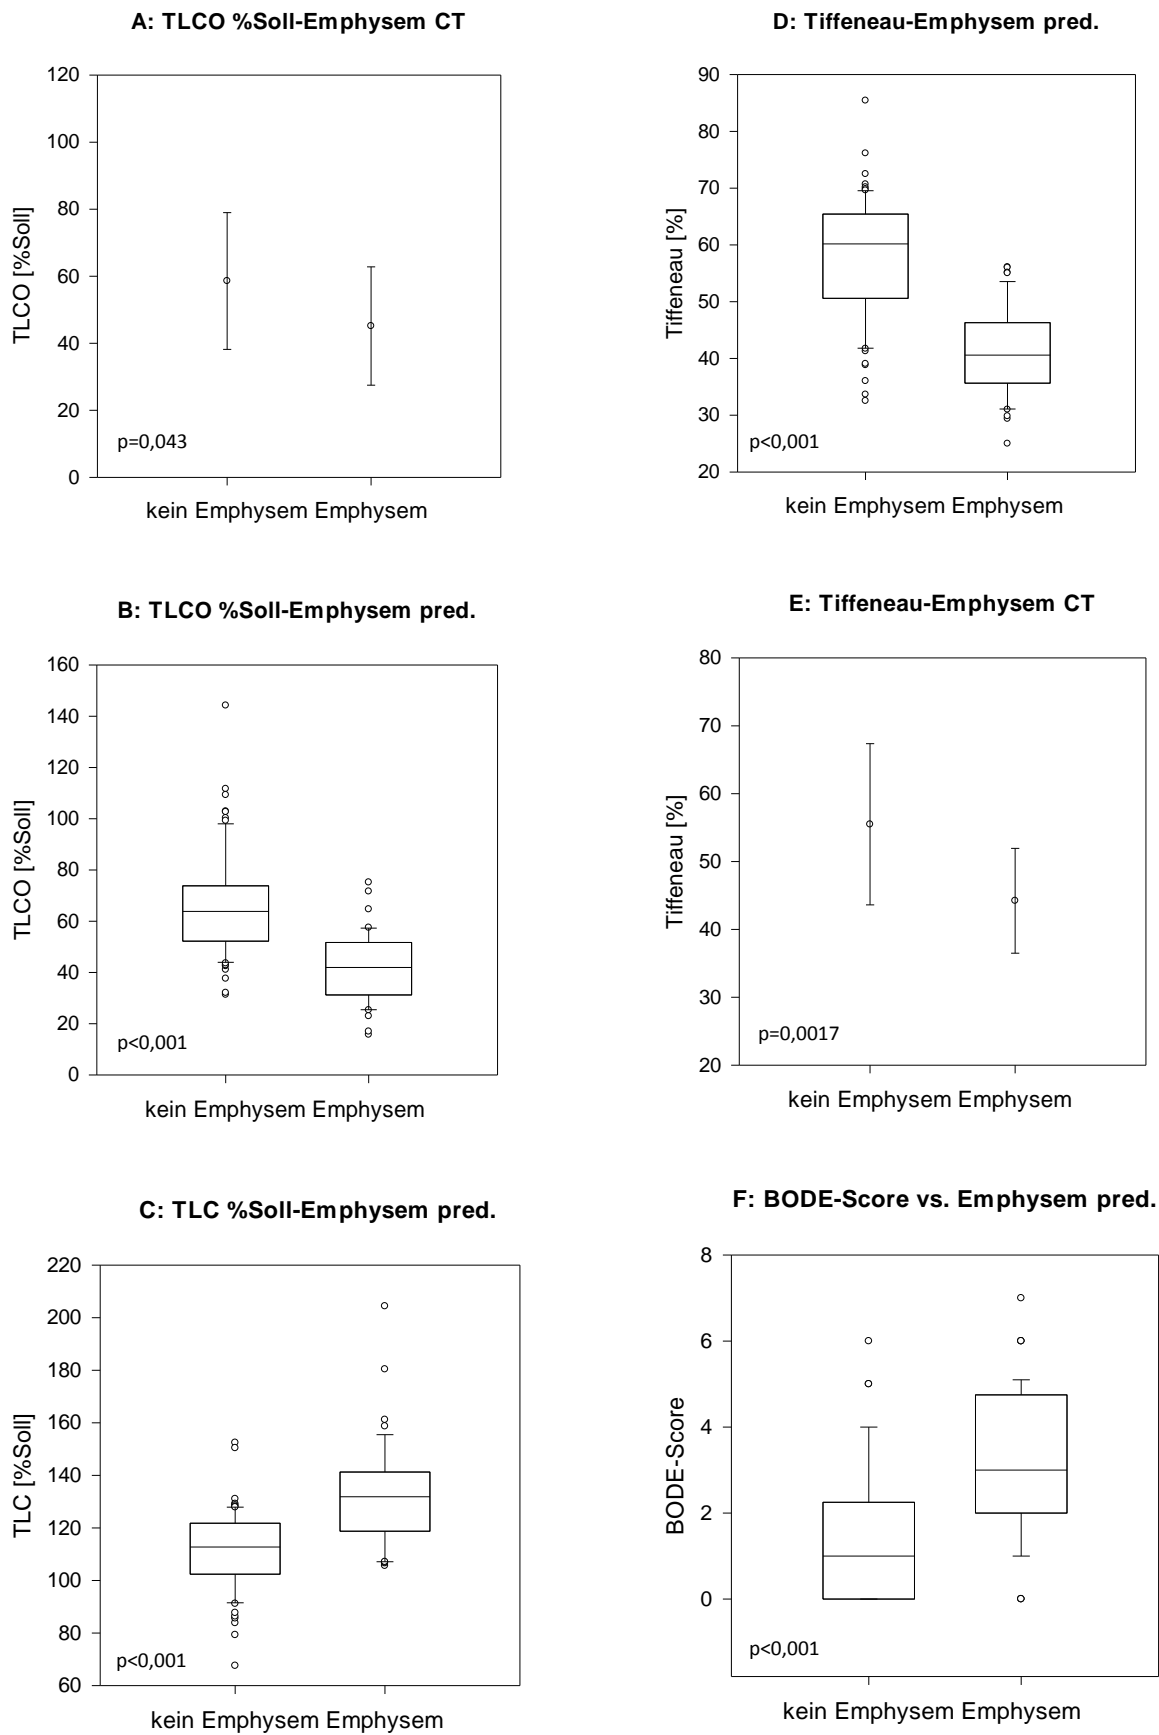 A: TLCO %Soll-Emphysem CT
120
100
80
60
40
20
0
TLCO [%Soll]
p=0,043
kein Emphysem Emphysem
D: Tiffeneau-Emphysem pred.
90
80
70
60
50
40
30
20
Tiffeneau [%]
p<0,001
kein Emphysem Emphysem
B: TLCO %Soll-Emphysem pred.
160
140
120
100
80
60
40
20
0
TLCO [%Soll]
p<0,001
kein Emphysem Emphysem
E: Tiffeneau-Emphysem CT
80
70
60
50
40
30
20
Tiffeneau [%]
p=0,0017
kein Emphysem Emphysem
C: TLC %Soll-Emphysem pred.
220
200
180
160
140
120
100
80
60
TLC [%Soll]
p<0,001
kein Emphysem Emphysem
F: BODE-Score vs. Emphysem pred.
8
6
4
2
0
BODE-Score
p<0,001
kein Emphysem Emphysem